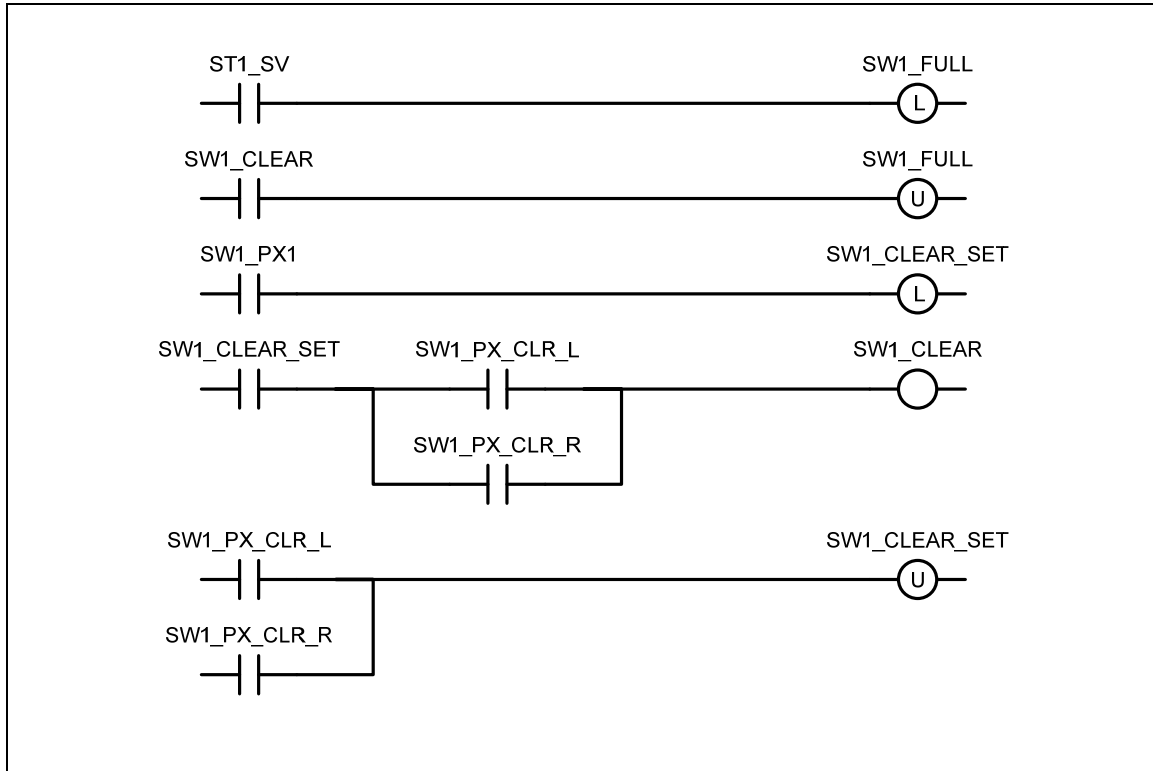 ST1_SV SW1_FULL
L
SW1_CLEAR SW1_FULL
U
SW1_PX1 SW1_CLEAR_SET
L
SW1_CLEAR_SET SW1_PX_CLR_L SW1_CLEAR
SW1_PX_CLR_R
SW1_PX_CLR_L SW1_CLEAR_SET
U
SW1_PX_CLR_R